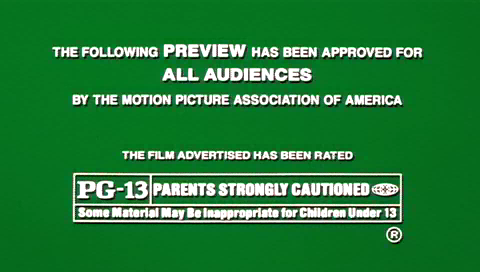 THE FOLLOWING PREVIEW HAS BEEN APPROVED FOR
ALL AUDIENCES
BY THE MOTION PICTURE ASSOCIATION OF AMERICA
THE FILM ADVERTISED HAS BEEN RATED
PG-13 PARENTS STRONGLY CAUTIONED
Some Material May Be Inappropriate for Children Under 13
®